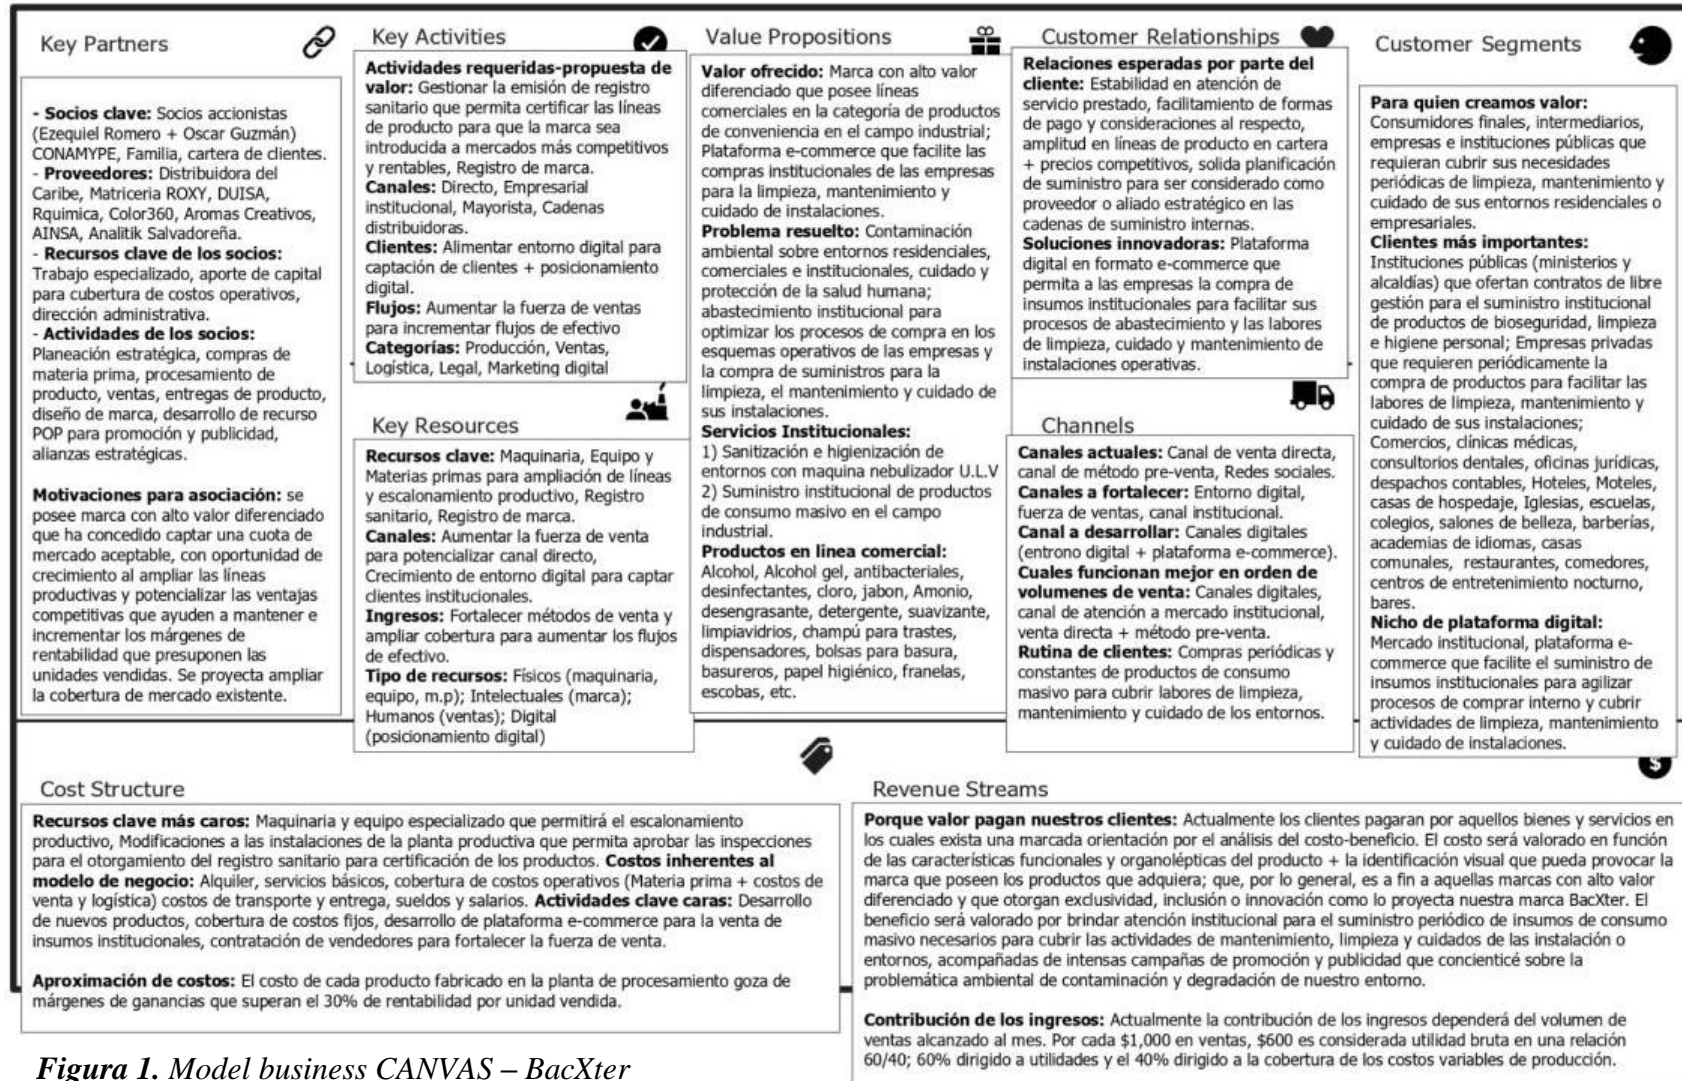 Key Partners
- Socios clave: Socios accionistas
(Ezequiel Romero + Oscar Guzmán)
CONAMYPE, Familia, cartera de clientes.
- Proveedores: Distribuidora del
Caribe, Matriceria ROXY, DUISA,
Rquimica, Color360, Aromas Creativos,
AINSA, Analitik Salvadoreña.
- Recursos clave de los socios:
Trabajo especializado, aporte de capital
para cubertura de costos operativos,
dirección administrativa.
- Actividades de los socios:
Planeación estratégica, compras de
materia prima, procesamiento de
producto, ventas, entregas de producto,
diseño de marca, desarrollo de recurso
POP para promoción y publicidad,
alianzas estratégicas.
Motivaciones para asociación: se
posee marca con alto valor diferenciado
que ha concedido captar una cuota de
mercado aceptable, con oportunidad de
crecimiento al ampliar las líneas
productivas y potencializar las ventajas
competitivas que ayuden a mantener e
incrementar los márgenes de
rentabilidad que presuponen las
unidades vendidas. Se proyecta ampliar
la cobertura de mercado existente.
Key Activities
Actividades requeridas-propuesta de
valor: Gestionar la emisión de registro
sanitario que permita certificar las líneas
de producto para que la marca sea
introducida a mercados más competitivos
y rentables, Registro de marca.
Canales: Directo, Empresarial
institucional, Mayorista, Cadenas
distribuidoras.
Clientes: Alimentar entorno digital para
captación de clientes + posicionamiento
digital.
Flujos: Aumentar la fuerza de ventas
para incrementar flujos de efectivo
Categorías: Producción, Ventas,
Logística, Legal, Marketing digital
Key Resources
Recursos clave: Maquinaria, Equipo y
Materias primas para ampliación de líneas
y escalonamiento productivo, Registro
sanitario, Registro de marca.
Canales: Aumentar la fuerza de venta
para potencializar canal directo,
Crecimiento de entorno digital para captar
clientes institucionales.
Ingresos: Fortalecer métodos de venta y
ampliar cobertura para aumentar los flujos
de efectivo.
Tipo de recursos: Físicos (maquinaria,
equipo, m.p); Intelectuales (marca);
Humanos (ventas); Digital
(posicionamiento digital)
Value Propositions
Valor ofrecido: Marca con alto valor
diferenciado que posee líneas
comerciales en la categoría de productos
de conveniencia en el campo industrial;
Plataforma e-commerce que facilite las
compras institucionales de las empresas
para la limpieza, mantenimiento y
cuidado de instalaciones.
Problema resuelto: Contaminación
ambiental sobre entornos residenciales,
comerciales e institucionales, cuidado y
protección de la salud humana;
abastecimiento institucional para
optimizar los procesos de compra en los
esquemas operativos de las empresas y
la compra de suministros para la
limpieza, el mantenimiento y cuidado de
sus instalaciones.
Servicios Institucionales:
1) Sanitización e higienización de
entornos con maquina nebulizador U.L.V
2) Suministro institucional de productos
de consumo masivo en el campo
industrial.
Productos en linea comercial:
Alcohol, Alcohol gel, antibacteriales,
desinfectantes, cloro, jabon, Amonio,
desengrasante, detergente, suavizante,
limpiavidrios, champú para trastes,
dispensadores, bolsas para basura,
basureros, papel higiénico, franelas,
escobas, etc.
Customer Relationships
Relaciones esperadas por parte del
cliente: Estabilidad en atención de
servicio prestado, facilitamiento de formas
de pago y consideraciones al respecto,
amplitud en líneas de producto en cartera
+ precios competitivos, solida planificación
de suministro para ser considerado como
proveedor o aliado estratégico en las
cadenas de suministro internas.
Soluciones innovadoras: Plataforma
digital en formato e-commerce que
permita a las empresas la compra de
insumos institucionales para facilitar sus
procesos de abastecimiento y las labores
de limpieza, cuidado y mantenimiento de
instalaciones operativas.
Channels
Canales actuales: Canal de venta directa,
canal de método pre-venta, Redes sociales.
Canales a fortalecer: Entorno digital,
fuerza de ventas, canal institucional.
Canal a desarrollar: Canales digitales
(entrono digital + plataforma e-commerce).
Cuales funcionan mejor en orden de
volumenes de venta: Canales digitales,
canal de atención a mercado institucional,
venta directa + método pre-venta.
Rutina de clientes: Compras periódicas y
constantes de productos de consumo
masivo para cubrir labores de limpieza,
mantenimiento y cuidado de los entornos.
Customer Segments
Para quien creamos valor:
Consumidores finales, intermediarios,
empresas e instituciones públicas que
requieran cubrir sus necesidades
periódicas de limpieza, mantenimiento y
cuidado de sus entornos residenciales o
empresariales.
Clientes más importantes:
Instituciones públicas (ministerios y
alcaldías) que ofertan contratos de libre
gestión para el suministro institucional
de productos de bioseguridad, limpieza
e higiene personal; Empresas privadas
que requieren periódicamente la
compra de productos para facilitar las
labores de limpieza, mantenimiento y
cuidado de sus instalaciones;
Comercios, clínicas médicas,
consultorios dentales, oficinas jurídicas,
despachos contables, Hoteles, Moteles,
casas de hospedaje, Iglesias, escuelas,
colegios, salones de belleza, barberías,
academias de idiomas, casas
comunales, restaurantes, comedores,
centros de entretenimiento nocturno,
bares.
Nicho de plataforma digital:
Mercado institucional, plataforma e-
commerce que facilite el suministro de
insumos institucionales para agilizar
procesos de comprar interno y cubrir
actividades de limpieza, mantenimiento
y cuidado de instalaciones.
Cost Structure
Recursos clave más caros: Maquinaria y equipo especializado que permitirá el escalonamiento
productivo, Modificaciones a las instalaciones de la planta productiva que permita aprobar las inspecciones
para el otorgamiento del registro sanitario para certificación de los productos. Costos inherentes al
modelo de negocio: Alquiler, servicios básicos, cobertura de costos operativos (Materia prima + costos de
venta y logística) costos de transporte y entrega, sueldos y salarios. Actividades clave caras: Desarrollo
de nuevos productos, cobertura de costos fijos, desarrollo de plataforma e-commerce para la venta de
insumos institucionales, contratación de vendedores para fortalecer la fuerza de venta.
Aproximación de costos: El costo de cada producto fabricado en la planta de procesamiento goza de
márgenes de ganancias que superan el 30% de rentabilidad por unidad vendida.
$
Revenue Streams
Porque valor pagan nuestros clientes: Actualmente los clientes pagaran por aquellos bienes y servicios en
los cuales exista una marcada orientación por el análisis del costo-beneficio. El costo será valorado en función
de las características funcionales y organolépticas del producto + la identificación visual que pueda provocar la
marca que poseen los productos que adquiera; que, por lo general, es a fin a aquellas marcas con alto valor
diferenciado y que otorgan exclusividad, inclusión o innovación como lo proyecta nuestra marca BacXter. El
beneficio será valorado por brindar atención institucional para el suministro periódico de insumos de consumo
masivo necesarios para cubrir las actividades de mantenimiento, limpieza y cuidados de las instalación o
entornos, acompañadas de intensas campañas de promoción y publicidad que concienticé sobre la
problemática ambiental de contaminación y degradación de nuestro entorno.
Contribución de los ingresos: Actualmente la contribución de los ingresos dependerá del volumen de
ventas alcanzado al mes. Por cada $1,000 en ventas, $600 es considerada utilidad bruta en una relación
60/40; 60% dirigido a utilidades y el 40% dirigido a la cobertura de los costos variables de producción.
Figura 1. Model business CANVAS – BacXter